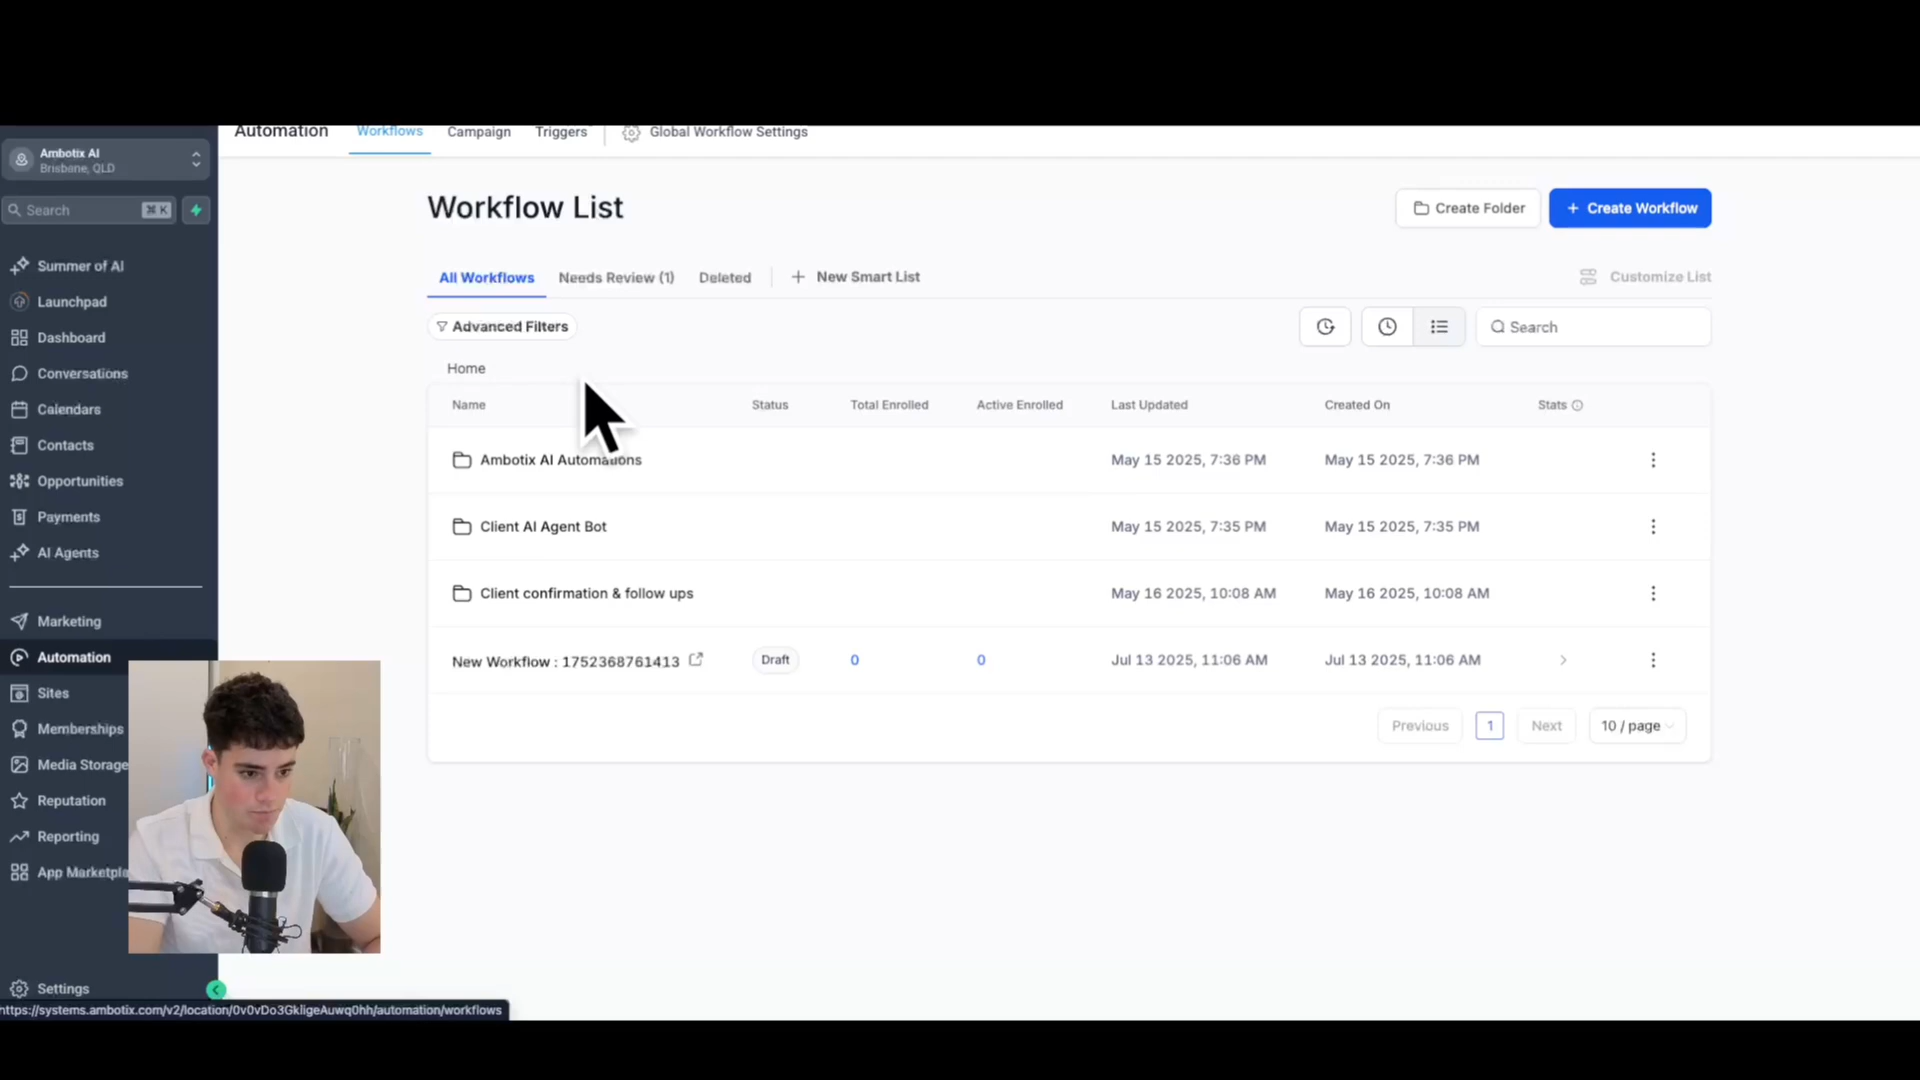 Automation
Workflows
Campaign
Triggers
Global Workflow Settings
Ambotix AI
Brisbane, QLD
Search
⌘ K
Summer of AI
Launchpad
Dashboard
Conversations
Calendars
Contacts
Opportunities
Payments
AI Agents
Marketing
Automation
Sites
Memberships
Media Storage
Reputation
Reporting
App Marketpla
Settings
Workflow List
Create Folder
+ Create Workflow
All Workflows
Needs Review (1)
Deleted
+ New Smart List
Customize List
Advanced Filters
Search
Home
Name Status Total Enrolled Active Enrolled Last Updated Created On Stats
Ambotix AI Automations May 15 2025, 7:36 PM May 15 2025, 7:36 PM
Client AI Agent Bot May 15 2025, 7:35 PM May 15 2025, 7:35 PM
Client confirmation & follow ups May 16 2025, 10:08 AM May 16 2025, 10:08 AM
New Workflow : 1752368761413 Draft 0 0 Jul 13 2025, 11:06 AM Jul 13 2025, 11:06 AM
Previous 1 Next 10 / page
https://systems.ambotix.com/v2/location/0v0vDo3GkligeAuwq0hh/automation/workflows